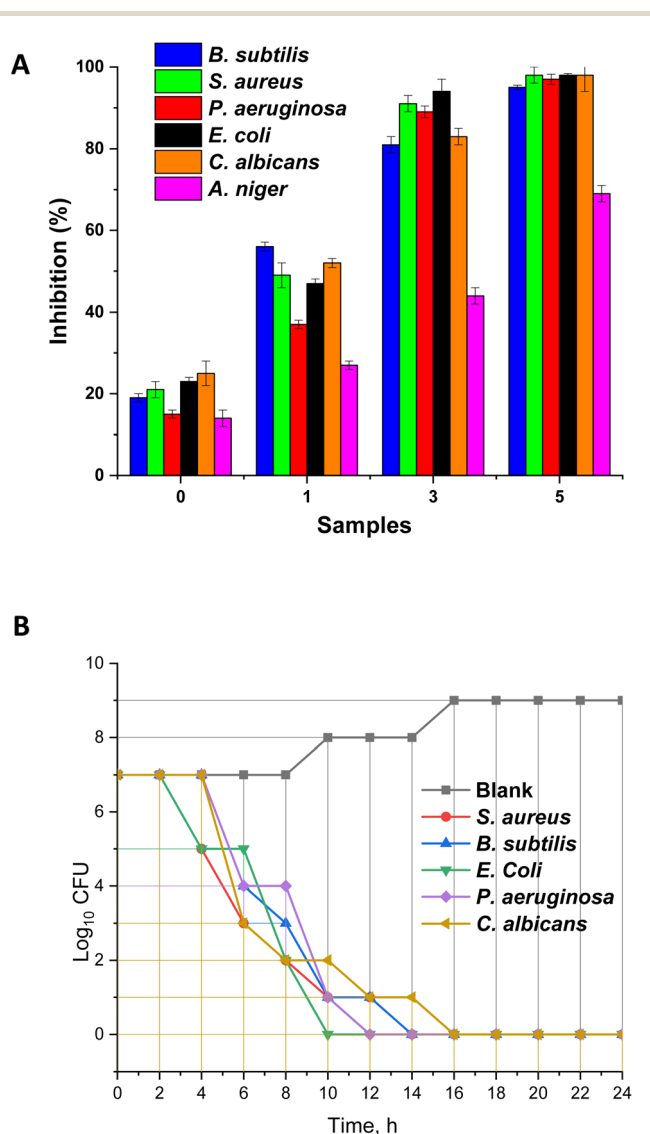 A
B. subtilis
S. aureus
P. aeruginosa
E. coli
C. albicans
A. niger
Inhibition (%)
100
80
60
40
20
0
0 1 3 5
Samples
B
10
8
6
4
2
0
Log10 CFU
Blank
S. aureus
B. subtilis
E. Coli
P. aeruginosa
C. albicans
0 2 4 6 8 10 12 14 16 18 20 22 24
Time, h